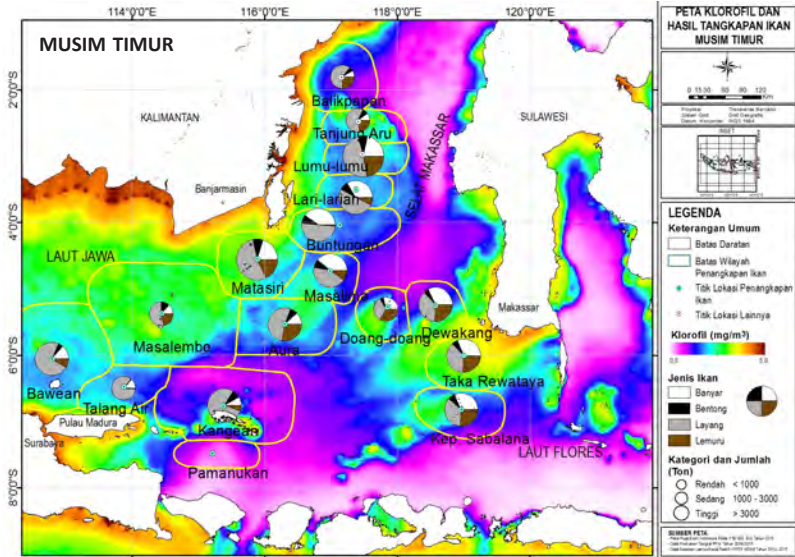 MUSIM TIMUR
114°0'0"E
116°0'0"E
118°0'0"E
120°0'0"E
2°0'0"S
4°0'0"S
6°0'0"S
8°0'0"S
KALIMANTAN
SULAWESI
Banjarmasin
LAUT JAWA
SELAT MAKASSAR
Makassar
LAUT FLORES
Pulau Madura
Surabaya
Balikpapan
Tanjung Aru
Lumu-lumu
Lari-larian
Buntungan
Matasiri
Masalima
Masalembo
Aura
Doang-doang
Dewakang
Taka Rewataya
Bawean
Talang Air
Kangean
Kep. Sabalana
Pamanukan
PETA KLOROFIL DAN
HASIL TANGKAPAN IKAN
MUSIM TIMUR
INSET
LEGENDA
Keterangan Umum
Batas Daratan
Batas Wilayah
Penangkapan Ikan
Titik Lokasi Penangkapan
Ikan
Titik Lokasi Lainnya
Klorofil (mg/m³)
Jenis Ikan
Banyar
Bentong
Layang
Lemuru
Kategori dan Jumlah
(Ton)
Rendah < 1000
Sedang 1000 - 3000
Tinggi > 3000
SUMBER PETA